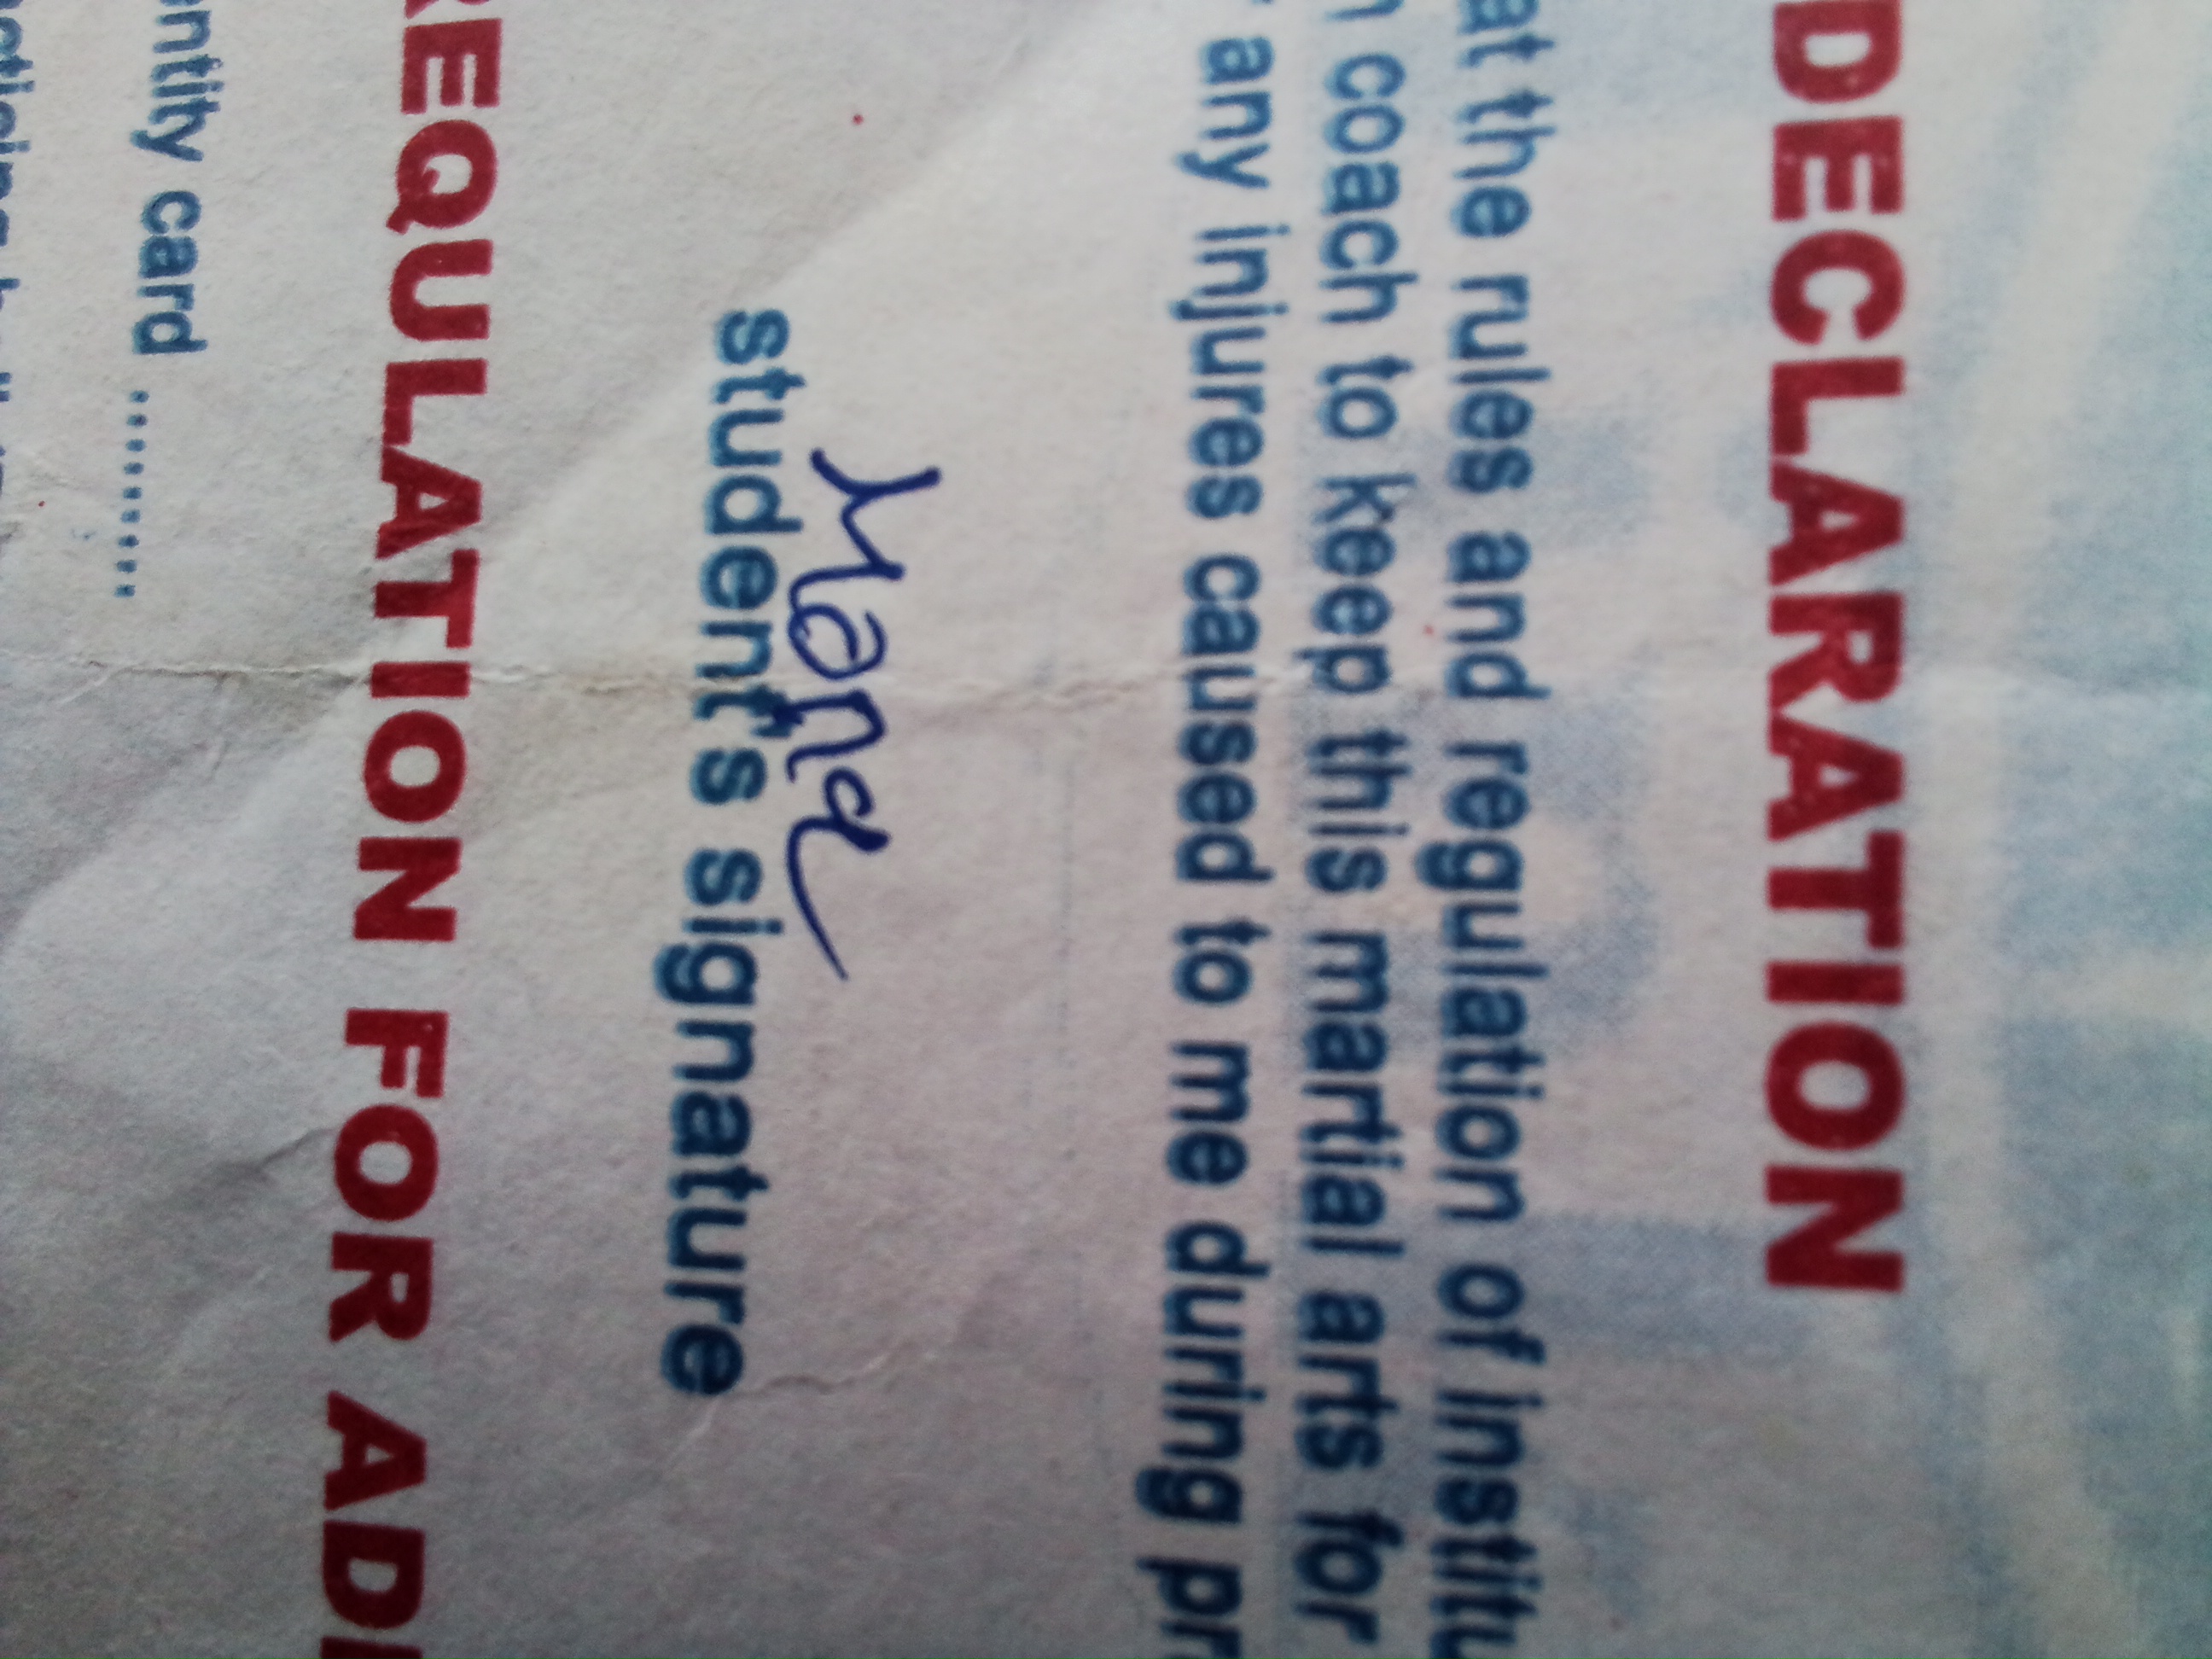 DECLARATION
at the rules and regulation of institu
coach to keep this martial arts for
any injures caused to me during pr
Mona
student's signature
REQULATION FOR ADI
entity card ..........